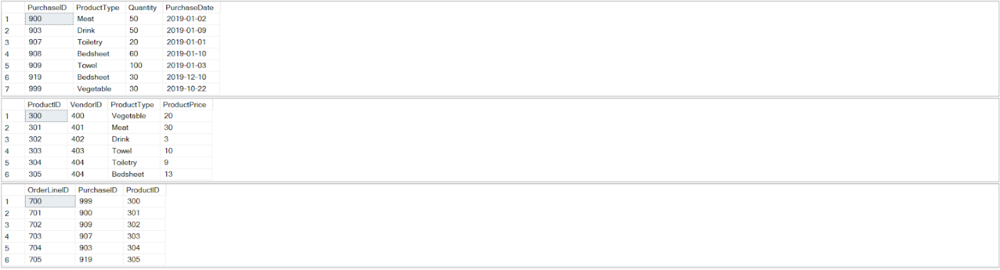 PurchaseID ProductType Quantity PurchaseDate
1 900 Meat 50 2019-01-02
2 903 Drink 50 2019-01-09
3 907 Toiletry 20 2019-01-01
4 908 Bedsheet 60 2019-01-10
5 909 Towel 100 2019-01-03
6 919 Bedsheet 30 2019-12-10
7 999 Vegetable 30 2019-10-22
ProductID VendorID ProductType ProductPrice
1 300 400 Vegetable 20
2 301 401 Meat 30
3 302 402 Drink 3
4 303 403 Towel 10
5 304 404 Toiletry 9
6 305 404 Bedsheet 13
OrderLineID PurchaseID ProductID
1 700 999 300
2 701 900 301
3 702 909 302
4 703 907 303
5 704 903 304
6 705 919 305